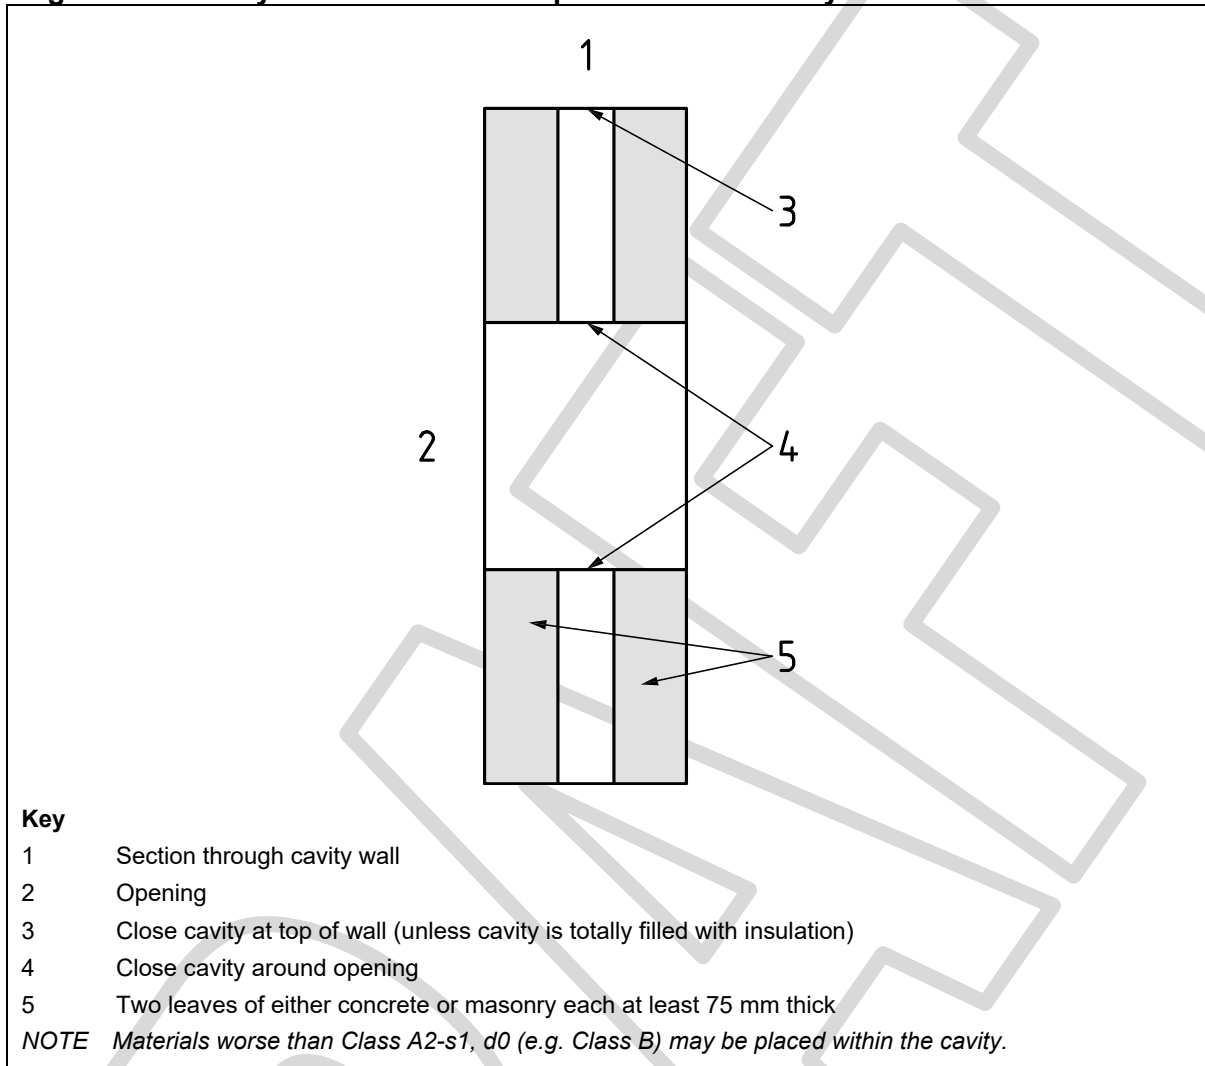 1
3
2
4
5
Key
1 Section through cavity wall
2 Opening
3 Close cavity at top of wall (unless cavity is totally filled with insulation)
4 Close cavity around opening
5 Two leaves of either concrete or masonry each at least 75 mm thick
NOTE Materials worse than Class A2-s1, d0 (e.g. Class B) may be placed within the cavity.